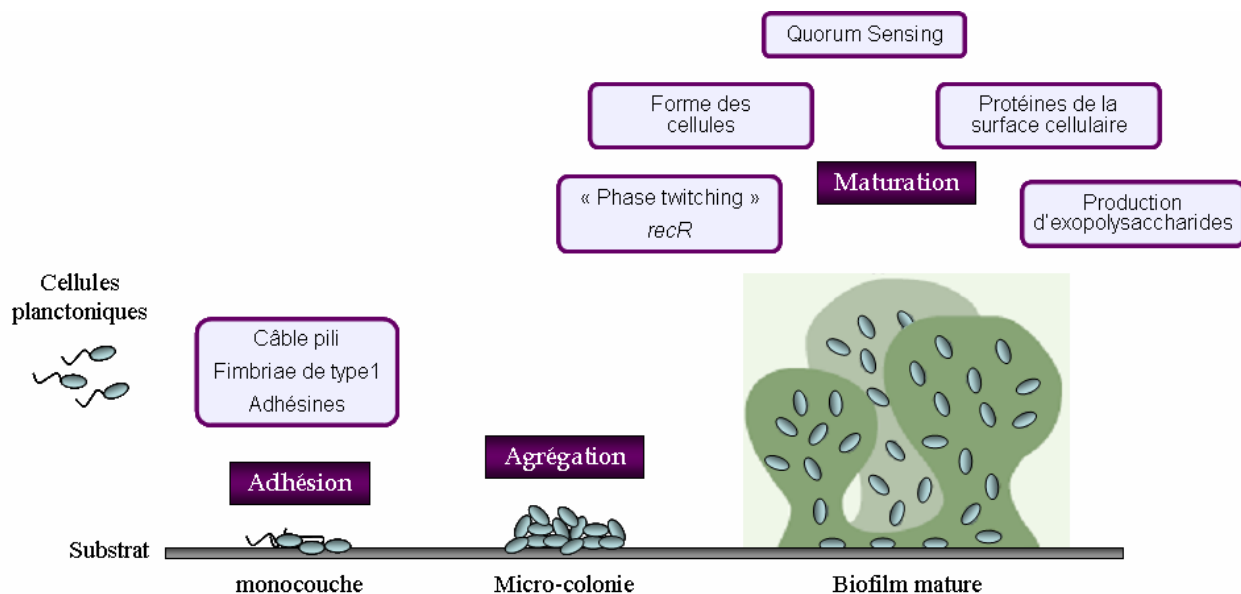 Quorum Sensing
Forme des
cellules
Protéines de la
surface cellulaire
Maturation
« Phase twitching »
recR
Production
d'exopolysaccharides
Cellules
planctoniques
Câble pili
Fimbriae de type1
Adhésines
Agrégation
Adhésion
Substrat
monocouche
Micro-colonie
Biofilm mature